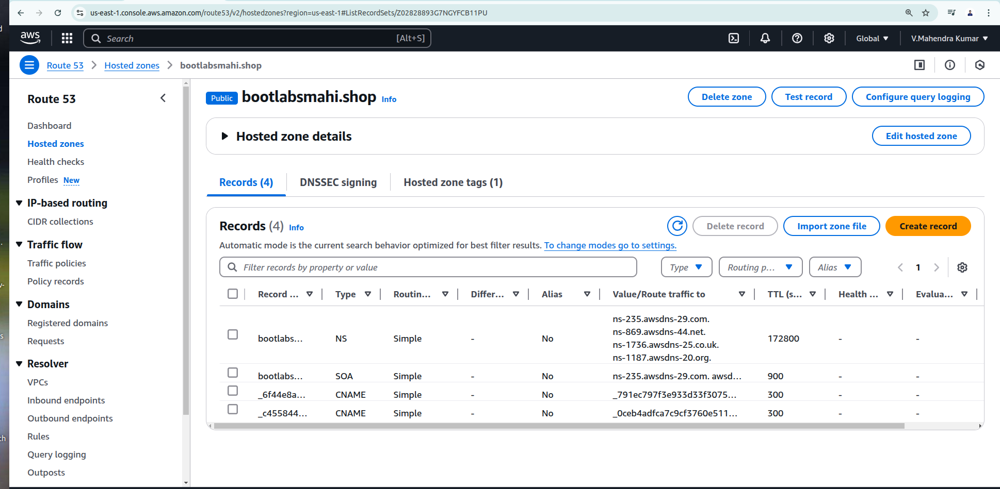 us-east-1.console.aws.amazon.com/route53/v2/hostedzones?region=us-east-1#ListRecordSets/Z02828893G7NGYFCB11PU
aws
Search
[Alt+S]
Global
V.Mahendra Kumar
Route 53
Hosted zones
bootlabsmahi.shop
Route 53
Dashboard
Hosted zones
Health checks
Profiles New
IP-based routing
CIDR collections
Traffic flow
Traffic policies
Policy records
Domains
Registered domains
Requests
Resolver
VPCs
Inbound endpoints
Outbound endpoints
Rules
Query logging
Outposts
Public bootlabsmahi.shop Info
Delete zone
Test record
Configure query logging
Hosted zone details
Edit hosted zone
Records (4)
DNSSEC signing
Hosted zone tags (1)
Records (4) Info
Delete record
Import zone file
Create record
Automatic mode is the current search behavior optimized for best filter results. To change modes go to settings.
Filter records by property or value
Type
Routing p...
Alias
1
Record ... Type Routin... Differ... Alias Value/Route traffic to TTL (s... Health ... Evalua...
bootlabs... NS Simple - No ns-235.awsdns-29.com.
ns-869.awsdns-44.net.
ns-1736.awsdns-25.co.uk.
ns-1187.awsdns-20.org. 172800 - -
bootlabs... SOA Simple - No ns-235.awsdns-29.com. awsd... 900 - -
_6f44e8a... CNAME Simple - No _791ec797f3e933d33f3075... 300 - -
_c455844... CNAME Simple - No _0ceb4adfca7c9cf3760e511... 300 - -